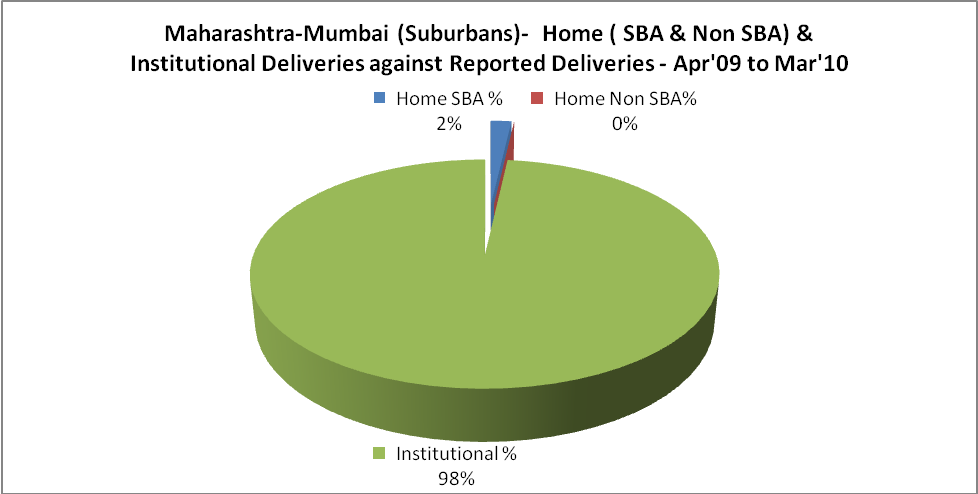 Maharashtra-Mumbai (Suburbans)- Home ( SBA & Non SBA) &
Institutional Deliveries against Reported Deliveries - Apr'09 to Mar'10
Home SBA %
2%
Home Non SBA%
0%
Institutional %
98%